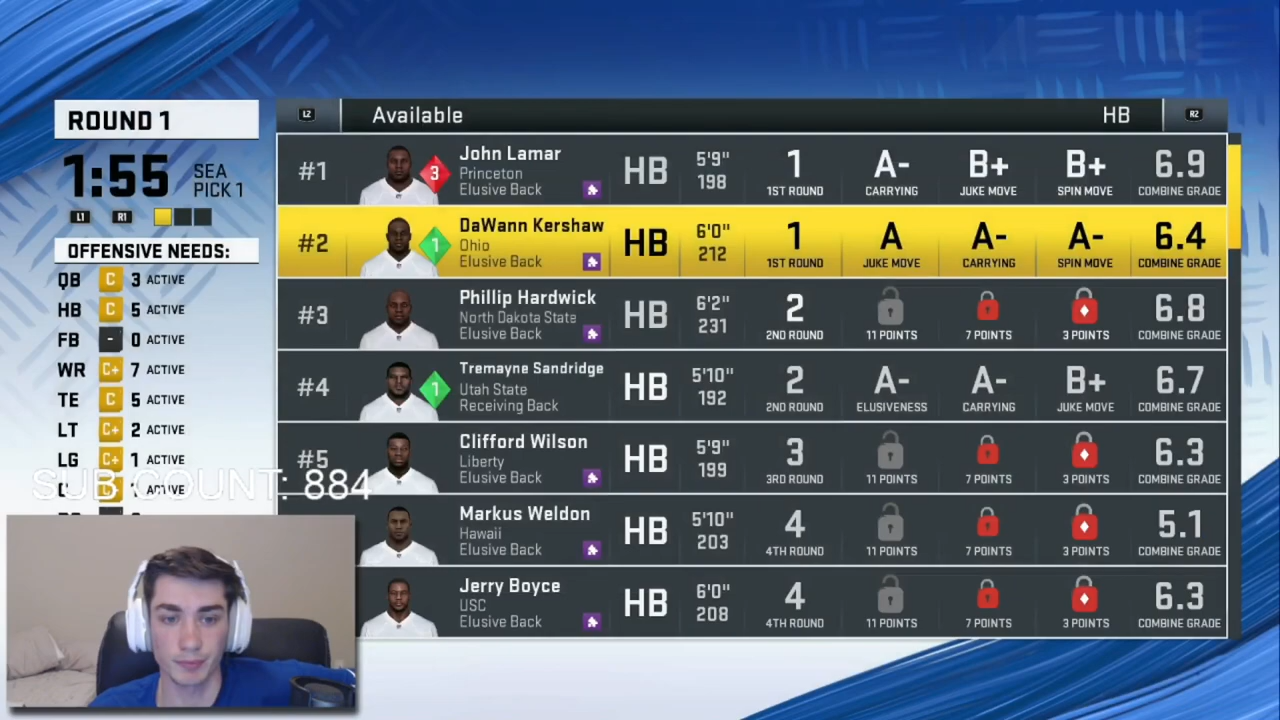 ROUND 1
1:55
SEA
PICK 1
L1
R1
OFFENSIVE NEEDS:
QB C 3 ACTIVE
HB C 5 ACTIVE
FB - 0 ACTIVE
WR C+ 7 ACTIVE
TE C 5 ACTIVE
LT C+ 2 ACTIVE
LG C+ 1 ACTIVE
ACTIVE
SUB COUNT: 884
L2 Available HB R2
#1 3 John Lamar HB 5'9" 1 A- B+ B+ 6.9
Princeton 198 1ST ROUND CARRYING JUKE MOVE SPIN MOVE COMBINE GRADE
Elusive Back
#2 1 DaWann Kershaw HB 6'0" 1 A A- A- 6.4
Ohio 212 1ST ROUND JUKE MOVE CARRYING SPIN MOVE COMBINE GRADE
Elusive Back
#3 Phillip Hardwick HB 6'2" 2 6.8
North Dakota State 231 2ND ROUND 11 POINTS 7 POINTS 3 POINTS COMBINE GRADE
Elusive Back
#4 1 Tremayne Sandridge HB 5'10" 2 A- A- B+ 6.7
Utah State 192 2ND ROUND ELUSIVENESS CARRYING JUKE MOVE COMBINE GRADE
Receiving Back
#5 Clifford Wilson HB 5'9" 3 6.3
Liberty 199 3RD ROUND 11 POINTS 7 POINTS 3 POINTS COMBINE GRADE
Elusive Back
Markus Weldon HB 5'10" 4 5.1
Hawaii 203 4TH ROUND 11 POINTS 7 POINTS 3 POINTS COMBINE GRADE
Elusive Back
Jerry Boyce HB 6'0" 4 6.3
USC 208 4TH ROUND 11 POINTS 7 POINTS 3 POINTS COMBINE GRADE
Elusive Back